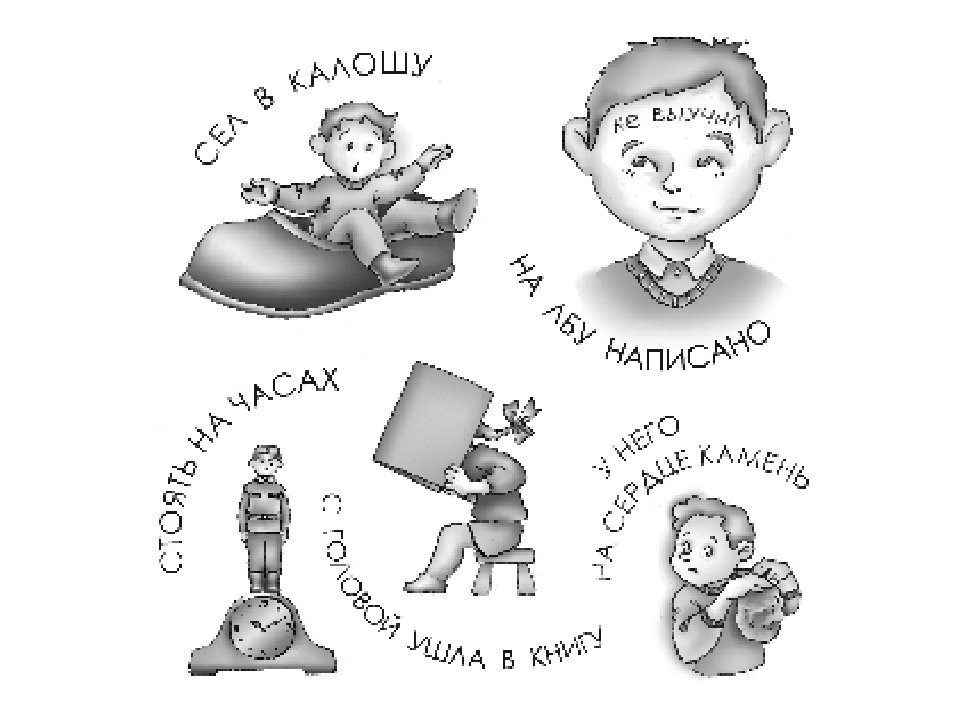 СЕЛ В КАЛОШУ
не выучил
НА ЛБУ НАПИСАНО
СТОЯТЬ НА ЧАСАХ
С ГОЛОВОЙ УШЛА В КНИГУ
У НЕГО
НА СЕРДЦЕ КАМЕНЬ